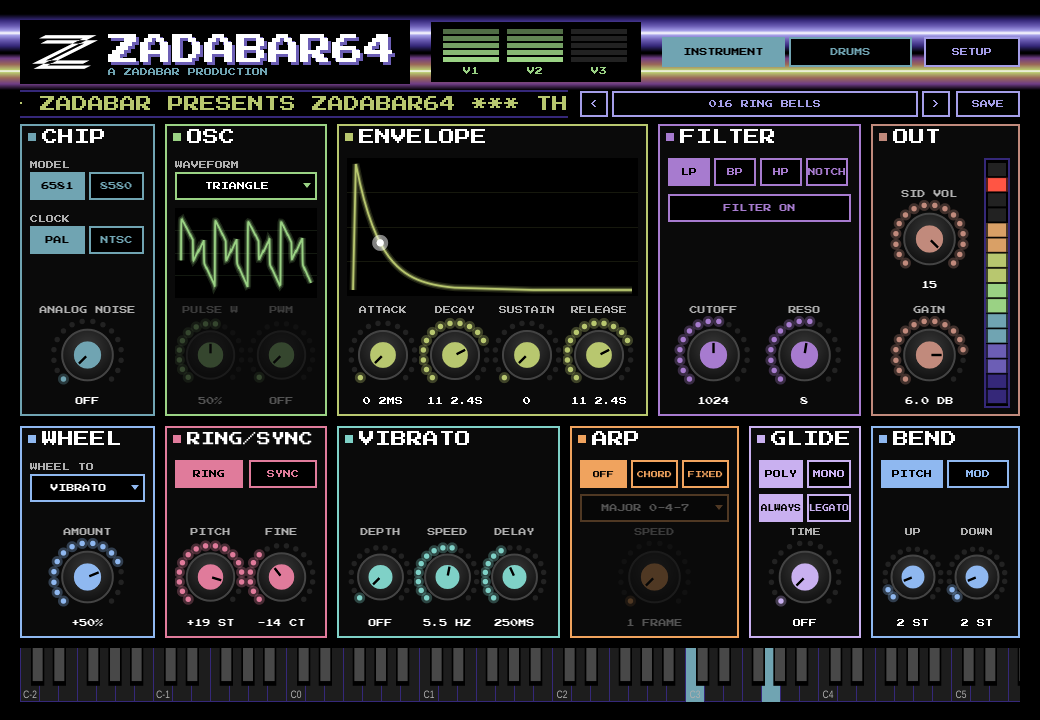 ZADABAR64
A ZADABAR PRODUCTION
V1 V2 V3
INSTRUMENT DRUMS SETUP
ZADABAR PRESENTS ZADABAR64 *** TH
< 016 RING BELLS > SAVE
CHIP
MODEL
6581 8580
CLOCK
PAL NTSC
ANALOG NOISE
OFF
OSC
WAVEFORM
TRIANGLE
PULSE W PWM
50% OFF
ENVELOPE
ATTACK DECAY SUSTAIN RELEASE
0 2MS 11 2.4S 0 11 2.4S
FILTER
LP BP HP NOTCH
FILTER ON
CUTOFF RESO
1024 8
OUT
SID VOL
15
GAIN
6.0 DB
WHEEL
WHEEL TO
VIBRATO
AMOUNT
+50%
RING/SYNC
RING SYNC
PITCH FINE
+19 ST -14 CT
VIBRATO
DEPTH SPEED DELAY
OFF 5.5 HZ 250MS
ARP
OFF CHORD FIXED
MAJOR 0-4-7
SPEED
1 FRAME
GLIDE
POLY MONO
ALWAYS LEGATO
TIME
OFF
BEND
PITCH MOD
UP DOWN
2 ST 2 ST
C-2 C-1 C0 C1 C2 C3 C4 C5